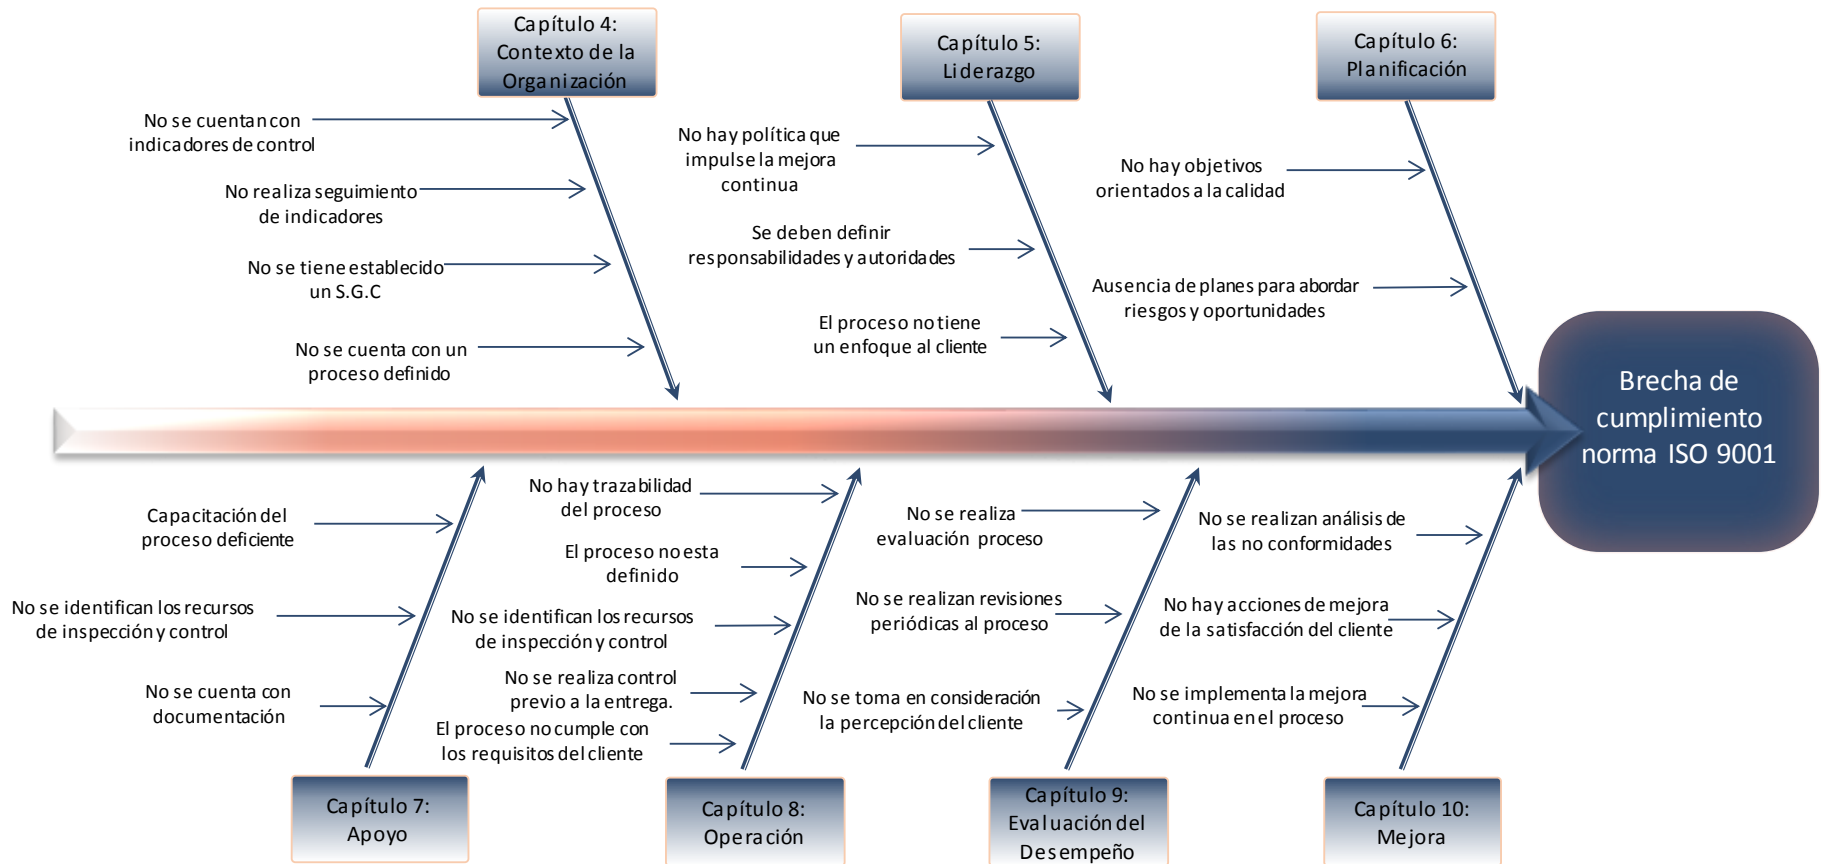 Capítulo 4:
Contexto de la
Organización
No se cuentan con
indicadores de control
No realiza seguimiento
de indicadores
No se tiene establecido
un S.G.C
No se cuenta con un
proceso definido
Capítulo 5:
Liderazgo
No hay política que
impulse la mejora
continua
Se deben definir
responsabilidades y autoridades
El proceso no tiene
un enfoque al cliente
Capítulo 6:
Planificación
No hay objetivos
orientados a la calidad
Ausencia de planes para abordar
riesgos y oportunidades
Brecha de
cumplimiento
norma ISO 9001
Capacitación del
proceso deficiente
No se identifican los recursos
de inspección y control
No se cuenta con
documentación
Capítulo 7:
Apoyo
No hay trazabilidad
del proceso
El proceso no esta
definido
No se identifican los recursos
de inspección y control
No se realiza control
previo a la entrega.
El proceso no cumple con
los requisitos del cliente
Capítulo 8:
Operación
No se realiza
evaluación proceso
No se realizan revisiones
periódicas al proceso
No se toma en consideración
la percepción del cliente
Capítulo 9:
Evaluación del
Desempeño
No se realizan análisis de
las no conformidades
No hay acciones de mejora
de la satisfacción del cliente
No se implementa la mejora
continua en el proceso
Capítulo 10:
Mejora